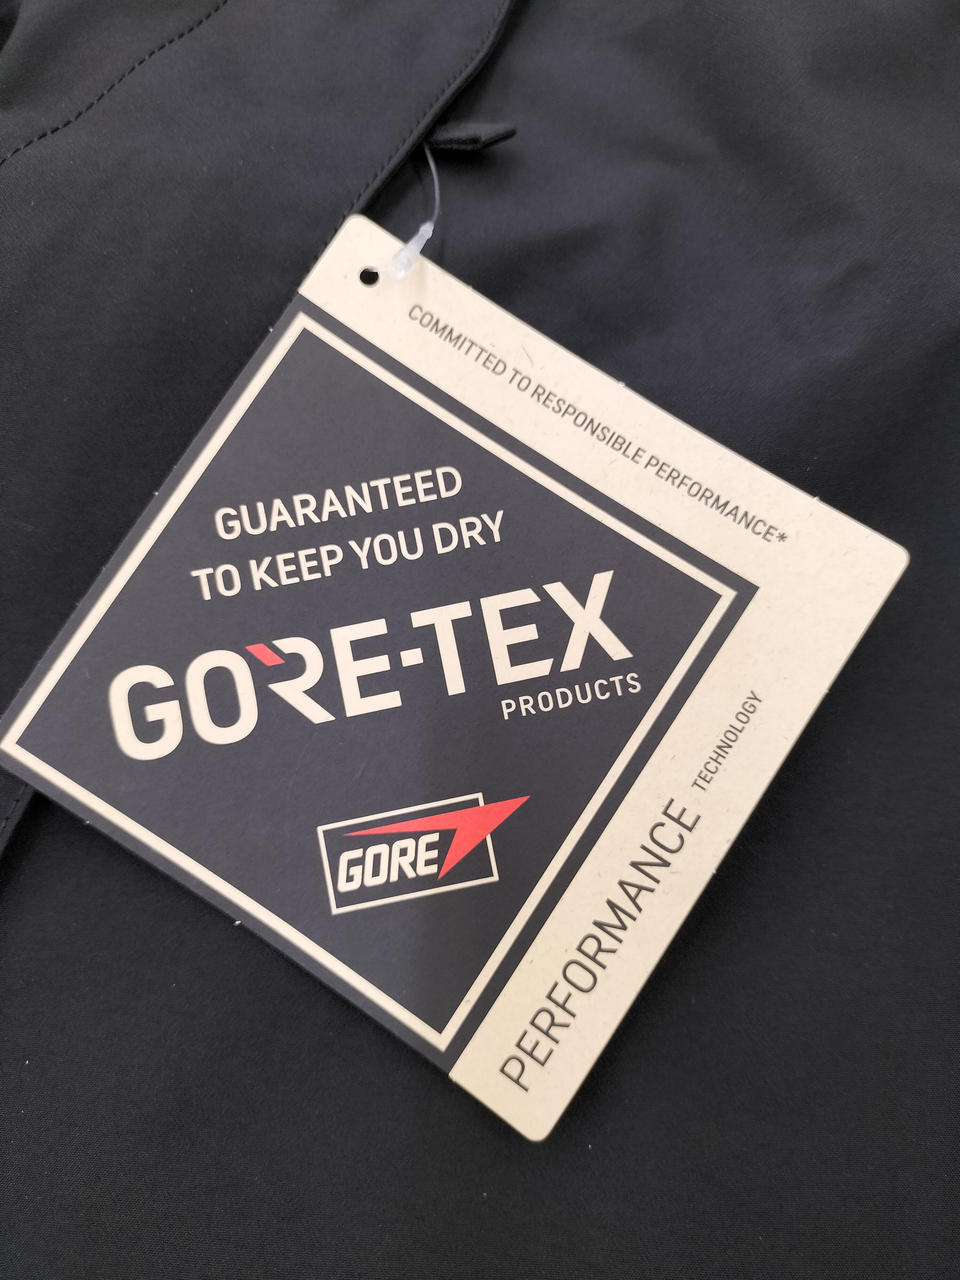 COMMITTED TO RESPONSIBLE PERFORMANCE*
GUARANTEED
TO KEEP YOU DRY
GORE-TEX
PRODUCTS
GORE
PERFORMANCE TECHNOLOGY